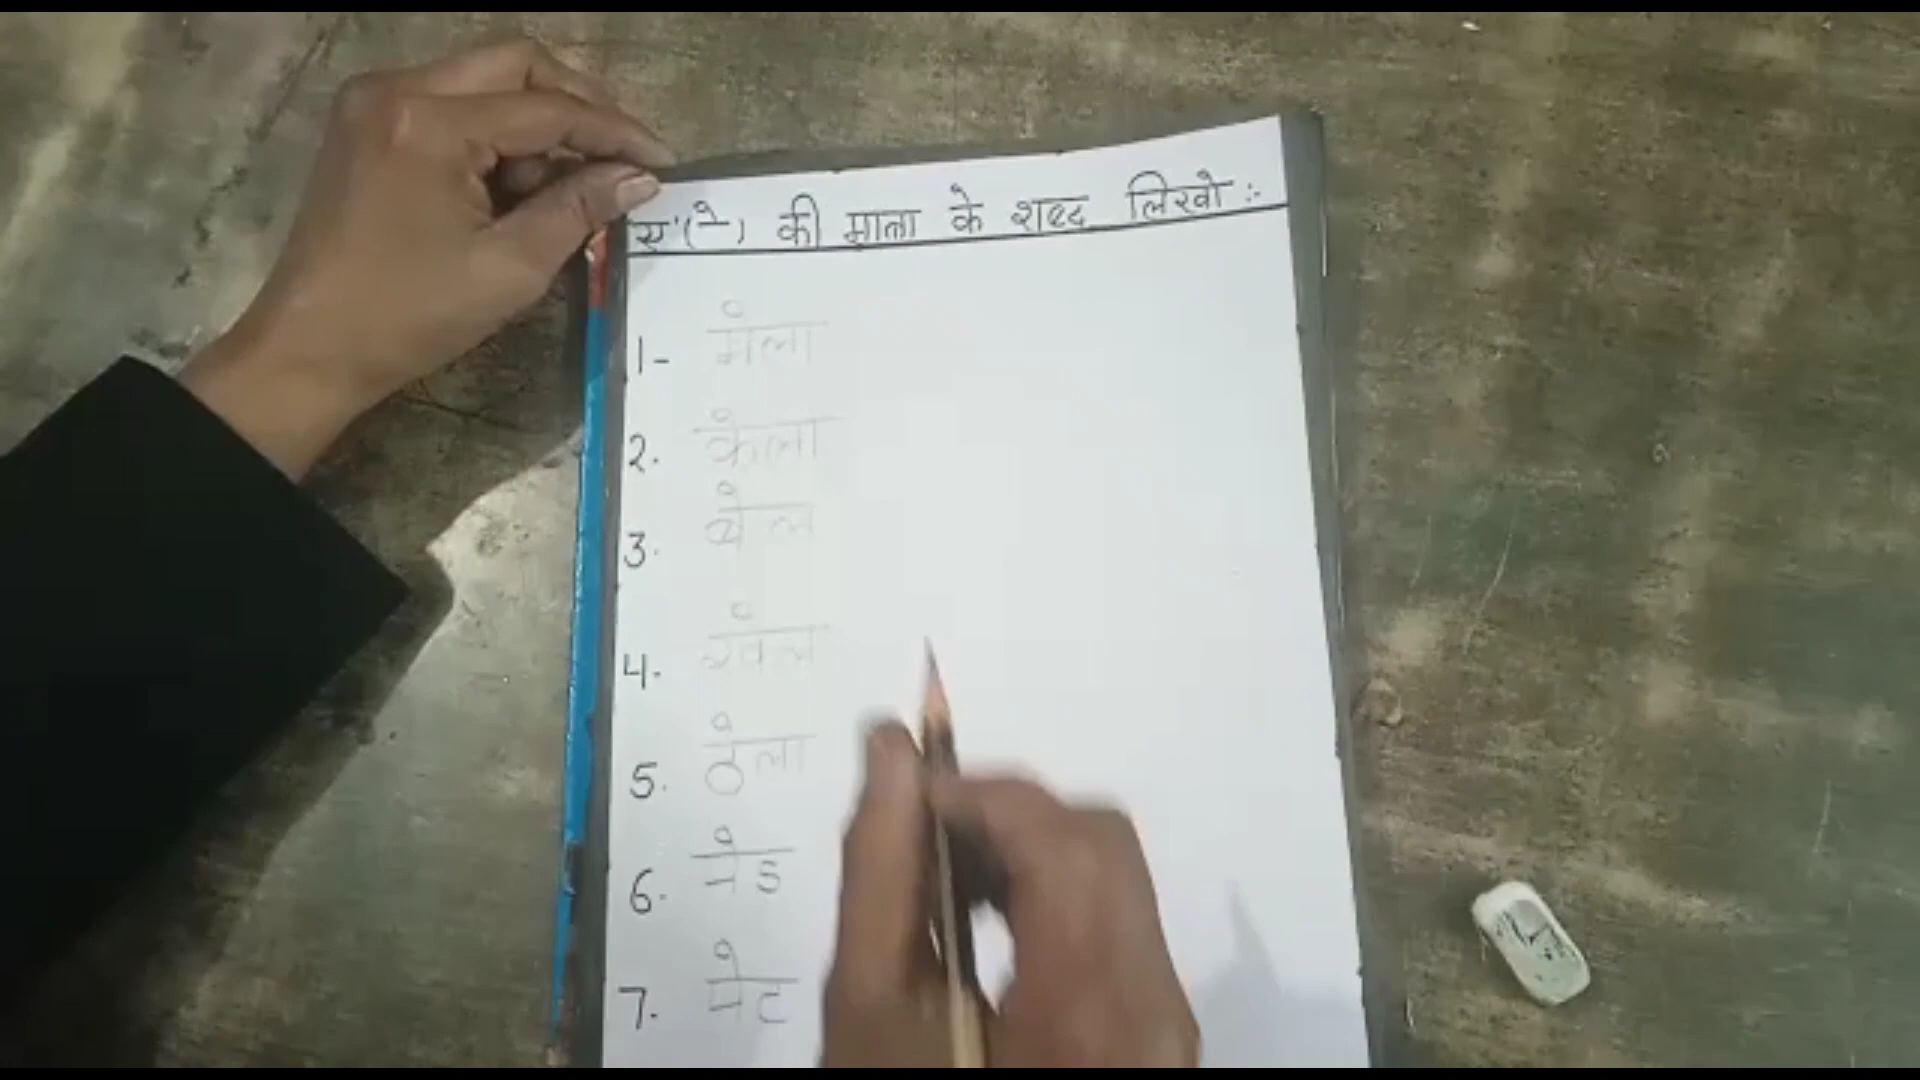 ए (े) की मात्रा के शब्द लिखो :-
1- मेला
2. केला
3. बेल
4. खेल
5. ठेला
6. पेड
7. पेट